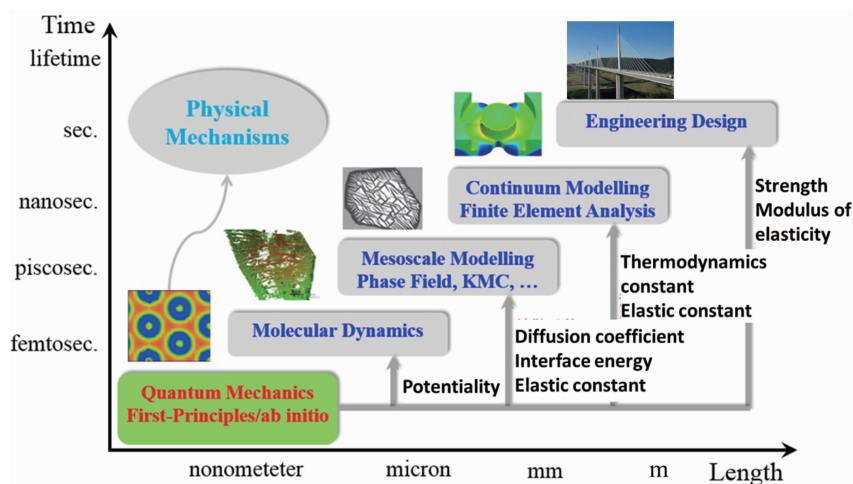 Time
lifetime
sec.
nanosec.
piscosec.
femtosec.
Physical
Mechanisms
Engineering Design
Continuum Modelling
Finite Element Analysis
Mesoscale Modelling
Phase Field, KMC, …
Molecular Dynamics
Quantum Mechanics
First-Principles/ab initio
Potentiality
Diffusion coefficient
Interface energy
Elastic constant
Thermodynamics
constant
Elastic constant
Strength
Modulus of
elasticity
nonometeter
micron
mm
m
Length